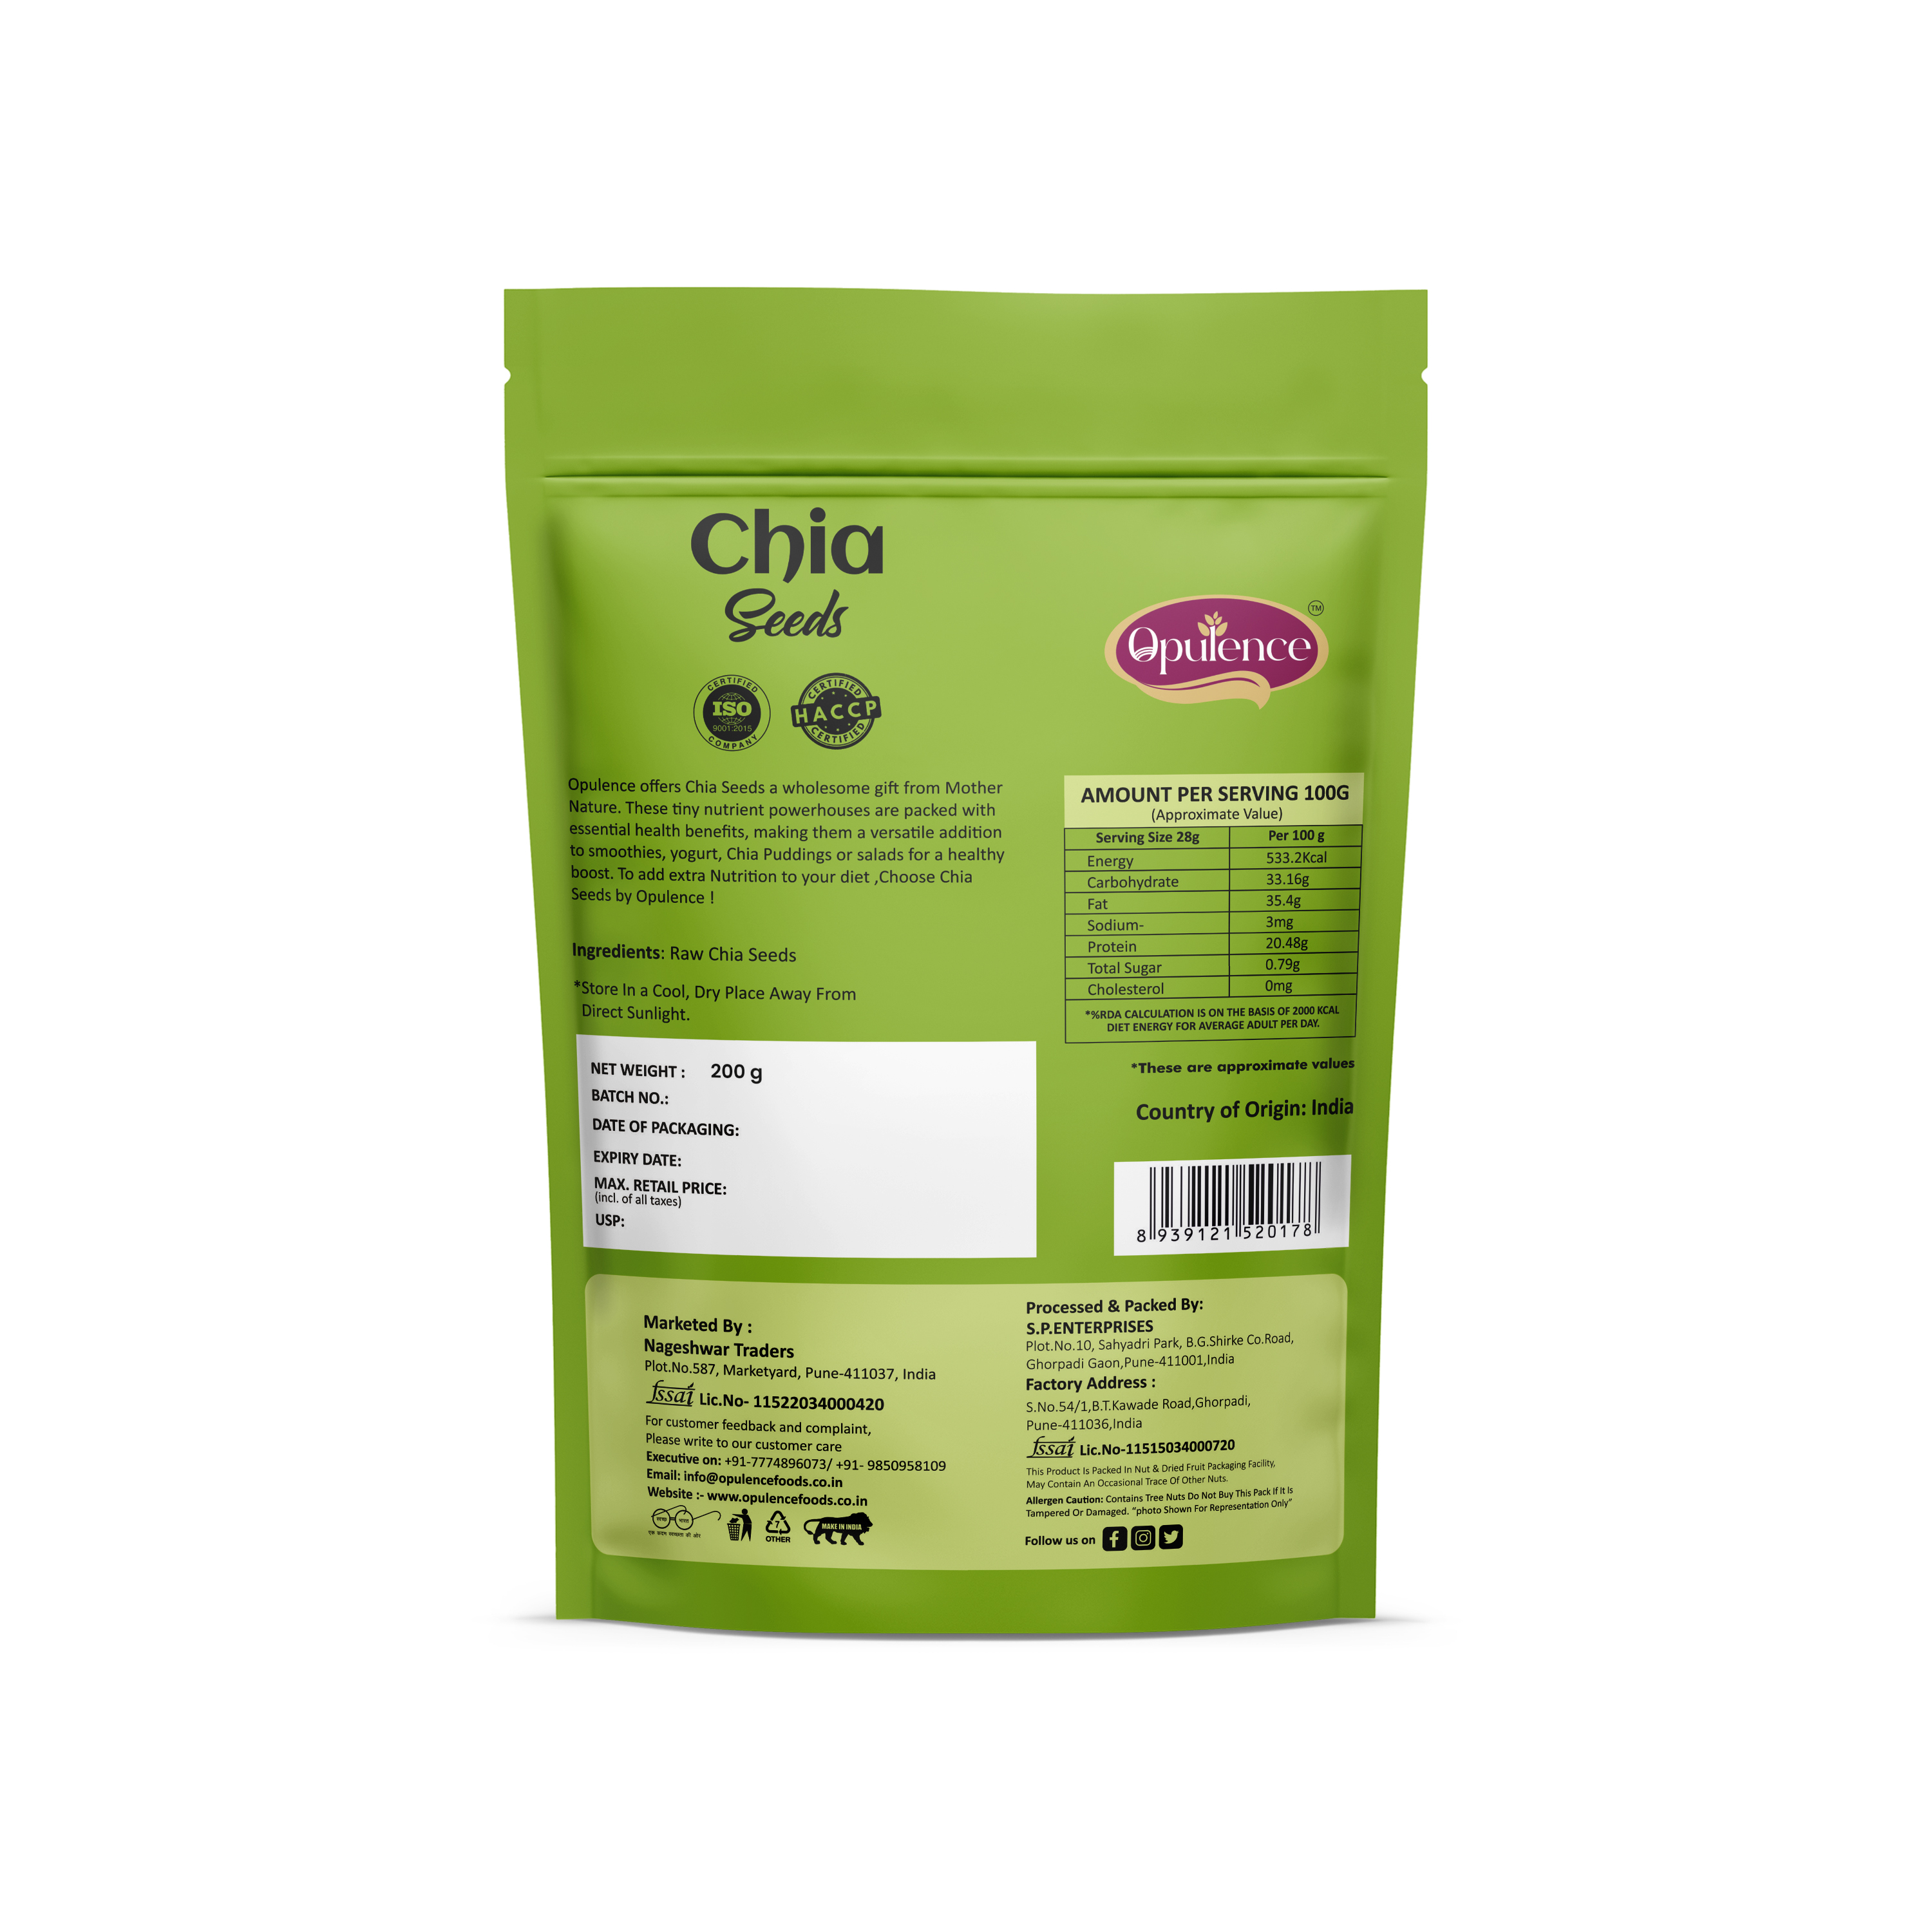 Chia
Seeds
Opulence
TM
CERTIFIED
ISO
9001:2015
COMPANY
CERTIFIED
HACCP
CERTIFIED
Opulence offers Chia Seeds a wholesome gift from Mother
Nature. These tiny nutrient powerhouses are packed with
essential health benefits, making them a versatile addition
to smoothies, yogurt, Chia Puddings or salads for a healthy
boost. To add extra Nutrition to your diet ,Choose Chia
Seeds by Opulence !
Ingredients: Raw Chia Seeds
*Store In a Cool, Dry Place Away From
Direct Sunlight.
AMOUNT PER SERVING 100G
(Approximate Value)
Serving Size 28g Per 100 g
Energy 533.2Kcal
Carbohydrate 33.16g
Fat 35.4g
Sodium- 3mg
Protein 20.48g
Total Sugar 0.79g
Cholesterol 0mg
*%RDA CALCULATION IS ON THE BASIS OF 2000 KCAL
DIET ENERGY FOR AVERAGE ADULT PER DAY.
*These are approximate values
Country of Origin: India
NET WEIGHT : 200 g
BATCH NO.:
DATE OF PACKAGING:
EXPIRY DATE:
MAX. RETAIL PRICE:
(incl. of all taxes)
USP:
8 939121 520178
Marketed By :
Nageshwar Traders
Plot.No.587, Marketyard, Pune-411037, India
fssai Lic.No- 11522034000420
For customer feedback and complaint,
Please write to our customer care
Executive on: +91-7774896073/ +91- 9850958109
Email: info@opulencefoods.co.in
Website :- www.opulencefoods.co.in
स्वच्छ भारत
एक कदम स्वच्छता की ओर
7
OTHER
MAKE IN INDIA
Processed & Packed By:
S.P.ENTERPRISES
Plot.No.10, Sahyadri Park, B.G.Shirke Co.Road,
Ghorpadi Gaon,Pune-411001,India
Factory Address :
S.No.54/1,B.T.Kawade Road,Ghorpadi,
Pune-411036,India
fssai Lic.No-11515034000720
This Product Is Packed In Nut & Dried Fruit Packaging Facility,
May Contain An Occasional Trace Of Other Nuts.
Allergen Caution: Contains Tree Nuts Do Not Buy This Pack If It Is
Tampered Or Damaged. "photo Shown For Representation Only"
Follow us on